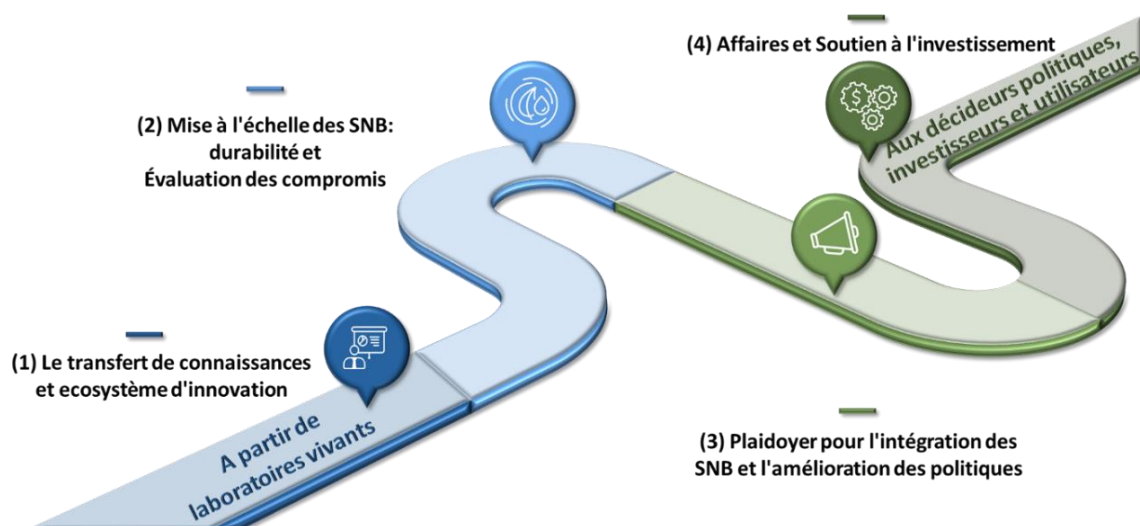 A partir de
laboratoires vivants
(1) Le transfert de connaissances
et ecosystème d'innovation
(2) Mise à l'échelle des SNB:
durabilité et
Évaluation des compromis
(3) Plaidoyer pour l'intégration des
SNB et l'amélioration des politiques
(4) Affaires et Soutien à l'investissement
Aux décideurs politiques,
investisseurs et utilisateurs
$